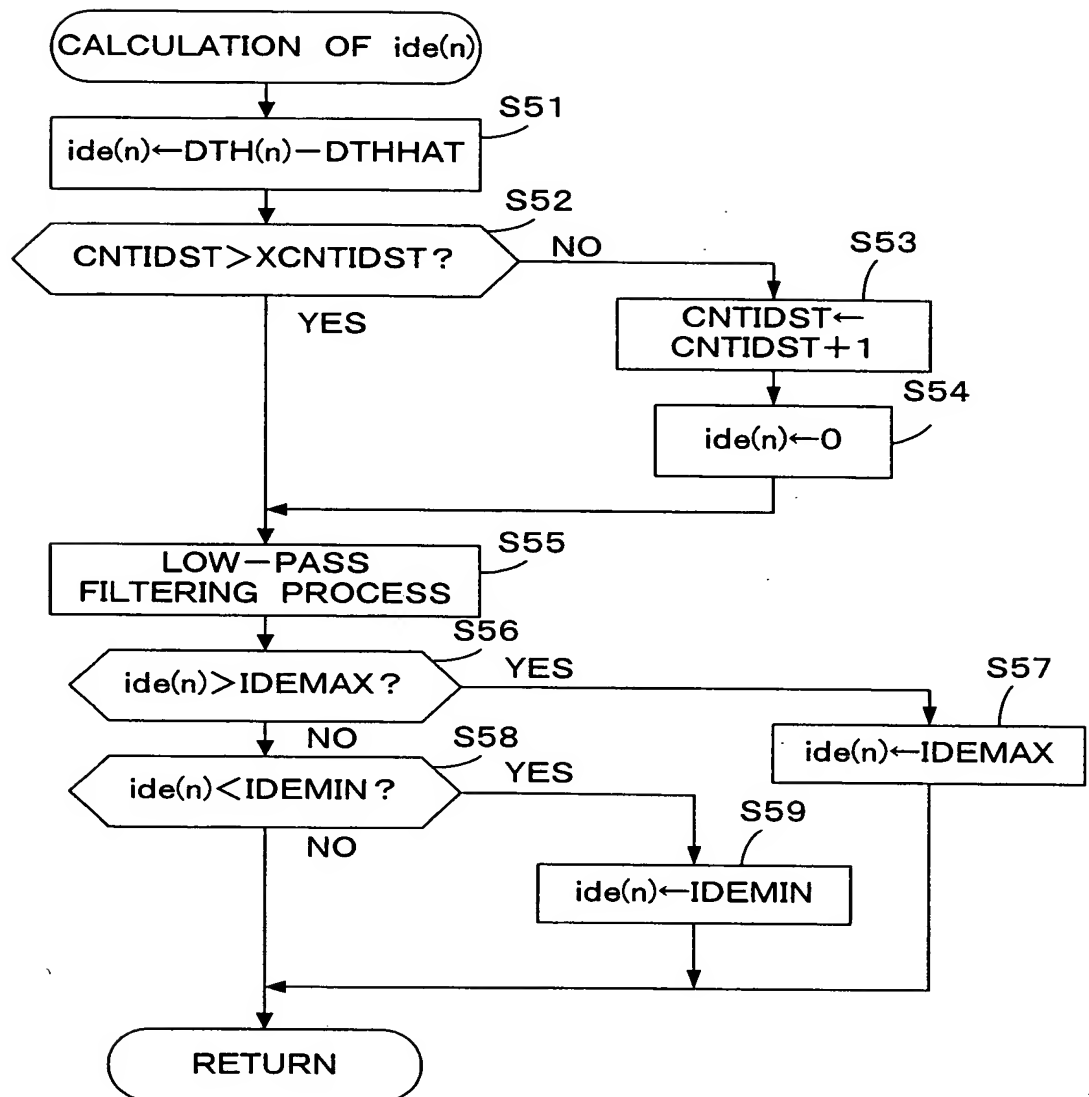 CALCULATION OF ide(n)
S51
ide(n)←DTH(n)−DTHHAT
S52
CNTIDST>XCNTIDST?
NO
YES
S53
CNTIDST←
CNTIDST+1
S54
ide(n)←0
S55
LOW−PASS
FILTERING PROCESS
S56
ide(n)>IDEMAX?
YES
NO
S57
ide(n)←IDEMAX
S58
ide(n)<IDEMIN?
YES
NO
S59
ide(n)←IDEMIN
RETURN